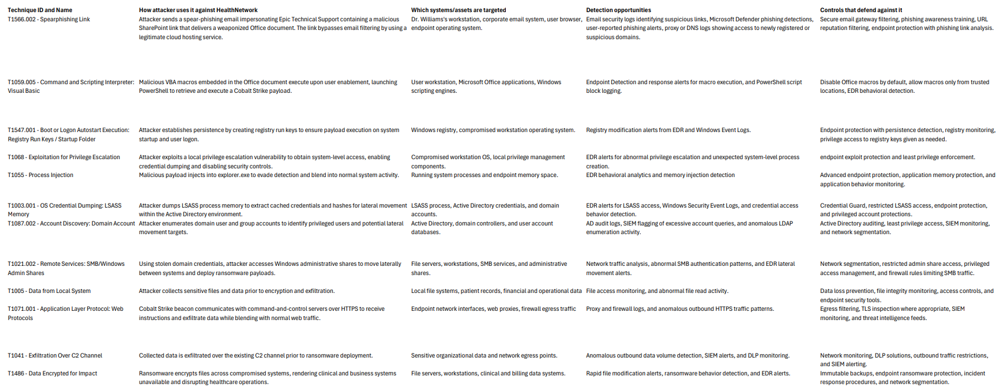 Technique ID and Name
How attacker uses it against HealthNetwork
Which systems/assets are targeted
Detection opportunities
Controls that defend against it
T1566.002 - Spearphishing Link
Attacker sends a spear-phishing email impersonating Epic Technical Support containing a malicious
SharePoint link that delivers a weaponized Office document. The link bypasses email filtering by using a
legitimate cloud hosting service.
Dr. Williams's workstation, corporate email system, user browser,
endpoint operating system.
Email security logs identifying suspicious links, Microsoft Defender phishing detections,
user-reported phishing alerts, proxy or DNS logs showing access to newly registered or
suspicious domains.
Secure email gateway filtering, phishing awareness training, URL
reputation filtering, endpoint protection with phishing link analysis.
T1059.005 - Command and Scripting Interpreter:
Visual Basic
Malicious VBA macros embedded in the Office document execute upon user enablement, launching
PowerShell to retrieve and execute a Cobalt Strike payload.
User workstation, Microsoft Office applications, Windows
scripting engines.
Endpoint Detection and response alerts for macro execution, and PowerShell script
block logging.
Disable Office macros by default, allow macros only from trusted
locations, EDR behavioral detection.
T1547.001 - Boot or Logon Autostart Execution:
Registry Run Keys / Startup Folder
Attacker establishes persistence by creating registry run keys to ensure payload execution on system
startup and user logon.
Windows registry, compromised workstation operating system.
Registry modification alerts from EDR and Windows Event Logs.
Endpoint protection with persistence detection, registry monitoring,
privilege access to registry keys given as needed.
T1068 - Exploitation for Privilege Escalation
Attacker exploits a local privilege escalation vulnerability to obtain system-level access, enabling
credential dumping and disabling security controls.
Compromised workstation OS, local privilege management
components.
EDR alerts for abnormal privilege escalation and unexpected system-level process
creation.
endpoint exploit protection and least privilege enforcement.
T1055 - Process Injection
Malicious payload injects into explorer.exe to evade detection and blend into normal system activity.
Running system processes and endpoint memory space.
EDR behavioral analytics and memory injection detection
Advanced endpoint protection, application memory protection, and
application behavior monitoring.
T1003.001 - OS Credential Dumping: LSASS
Memory
Attacker dumps LSASS process memory to extract cached credentials and hashes for lateral movement
within the Active Directory environment.
LSASS process, Active Directory credentials, and domain
accounts.
EDR alerts for LSASS access, Windows Security Event Logs, and credential access
behavior detection.
Credential Guard, restricted LSASS access, endpoint protection,
and privileged account protections.
T1087.002 - Account Discovery: Domain Account
Attacker enumerates domain user and group accounts to identify privileged users and potential lateral
movement targets.
Active Directory, domain controllers, and user account
databases.
AD audit logs, SIEM flagging of excessive account queries, and anomalous LDAP
enumeration activity.
Active Directory auditing, least privilege access, SIEM monitoring,
and network segmentation.
T1021.002 - Remote Services: SMB/Windows
Admin Shares
Using stolen domain credentials, attacker accesses Windows administrative shares to move laterally
between systems and deploy ransomware payloads.
File servers, workstations, SMB services, and administrative
shares.
Network traffic analysis, abnormal SMB authentication patterns, and EDR lateral
movement alerts.
Network segmentation, restricted admin share access, privileged
access management, and firewall rules limiting SMB traffic.
T1005 - Data from Local System
Attacker collects sensitive files and data prior to encryption and exfiltration.
Local file systems, patient records, financial and operational data
File access monitoring, and abnormal file read activity.
Data loss prevention, file integrity monitoring, access controls, and
endpoint security tools.
T1071.001 - Application Layer Protocol: Web
Protocols
Cobalt Strike beacon communicates with command-and-control servers over HTTPS to receive
instructions and exfiltrate data while blending with normal web traffic.
Endpoint network interfaces, web proxies, firewall egress traffic
Proxy and firewall logs, and anomalous outbound HTTPS traffic patterns.
Egress filtering, TLS inspection where appropriate, SIEM
monitoring, and threat intelligence feeds.
T1041 - Exfiltration Over C2 Channel
Collected data is exfiltrated over the existing C2 channel prior to ransomware deployment.
Sensitive organizational data and network egress points.
Anomalous outbound data volume detection, SIEM alerts, and DLP monitoring.
Network monitoring, DLP solutions, outbound traffic restrictions,
and SIEM alerting.
T1486 - Data Encrypted for Impact
Ransomware encrypts files across compromised systems, rendering clinical and business systems
unavailable and disrupting healthcare operations.
File servers, workstations, clinical and billing data systems.
Rapid file modification alerts, ransomware behavior detection, and EDR alerts.
Immutable backups, endpoint ransomware protection, incident
response procedures, and network segmentation.